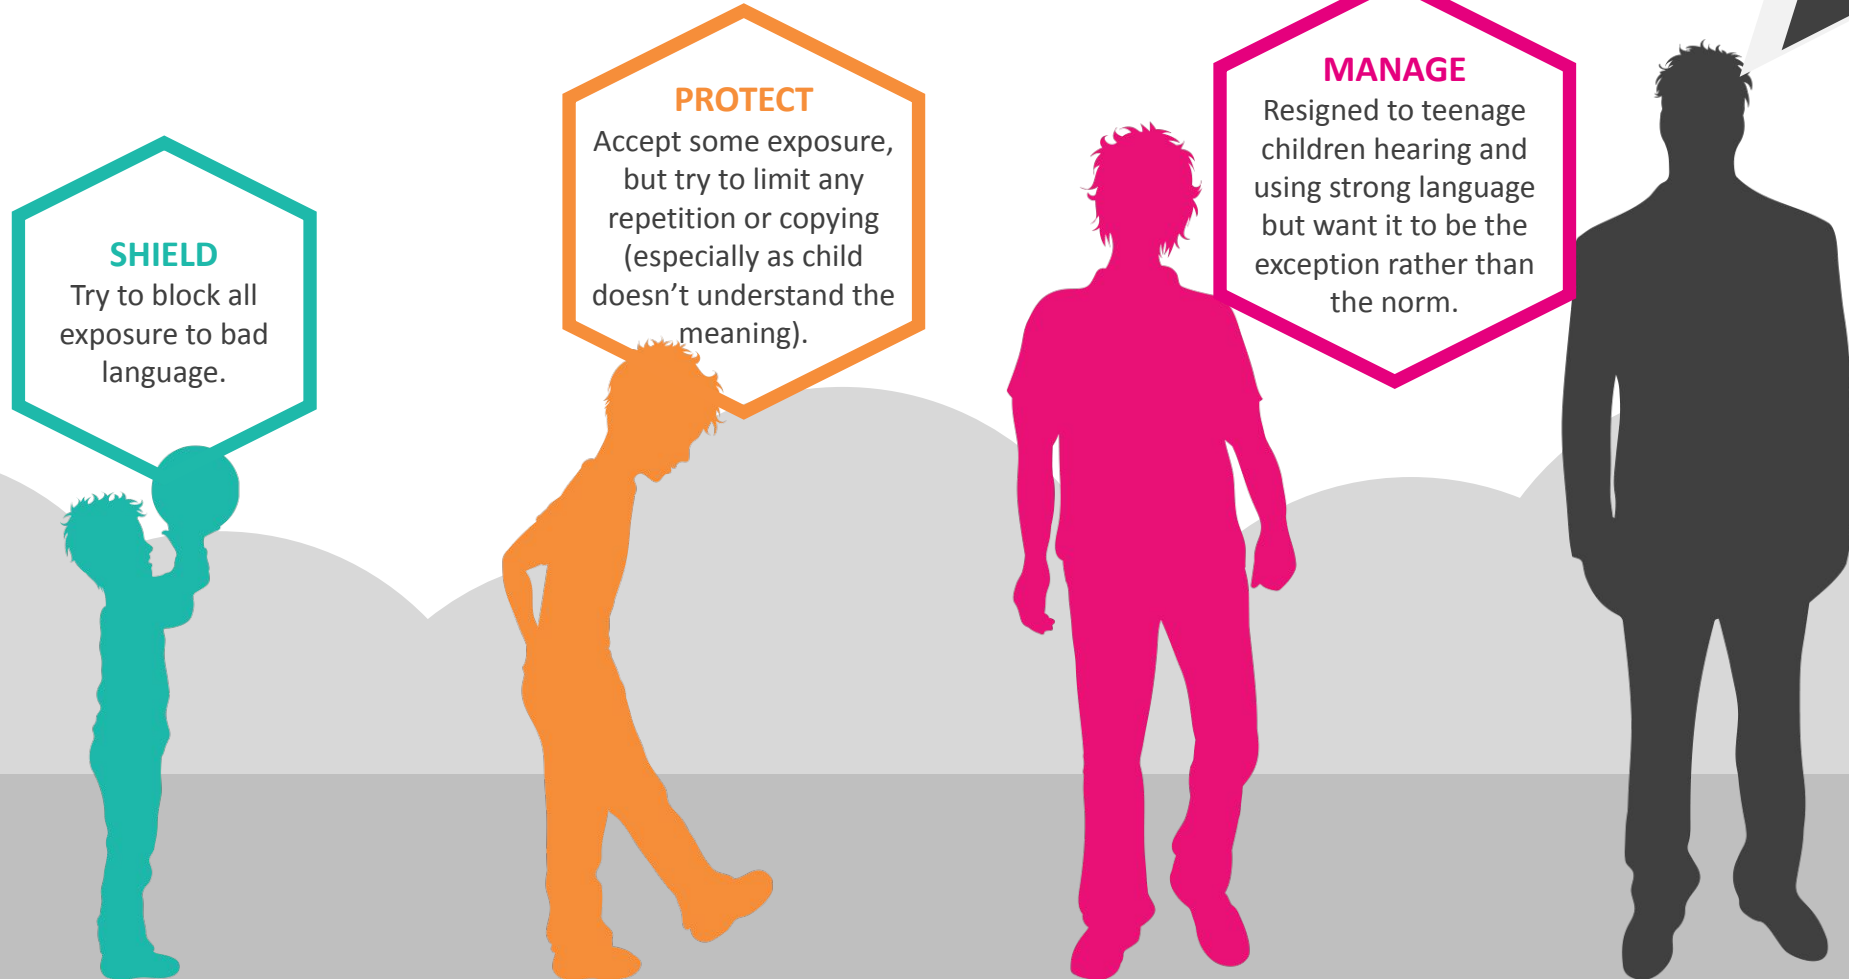 SHIELD
Try to block all
exposure to bad
language.
PROTECT
Accept some exposure,
but try to limit any
repetition or copying
(especially as child
doesn’t understand the
meaning).
MANAGE
Resigned to teenage
children hearing and
using strong language
but want it to be the
exception rather than
the norm.